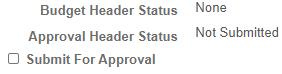 Budget Header Status None
Approval Header Status Not Submitted
Submit For Approval